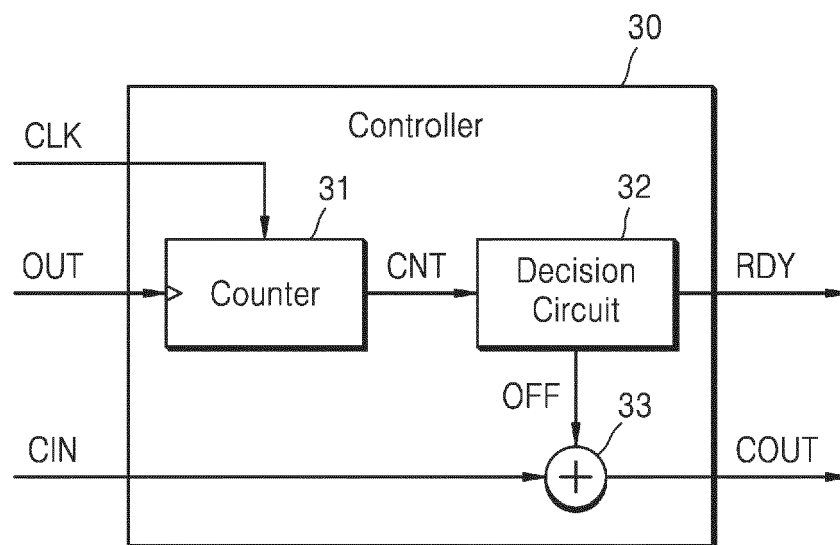 30
Controller
CLK
31
32
OUT
Counter
CNT
Decision
Circuit
RDY
OFF
33
CIN
+
COUT